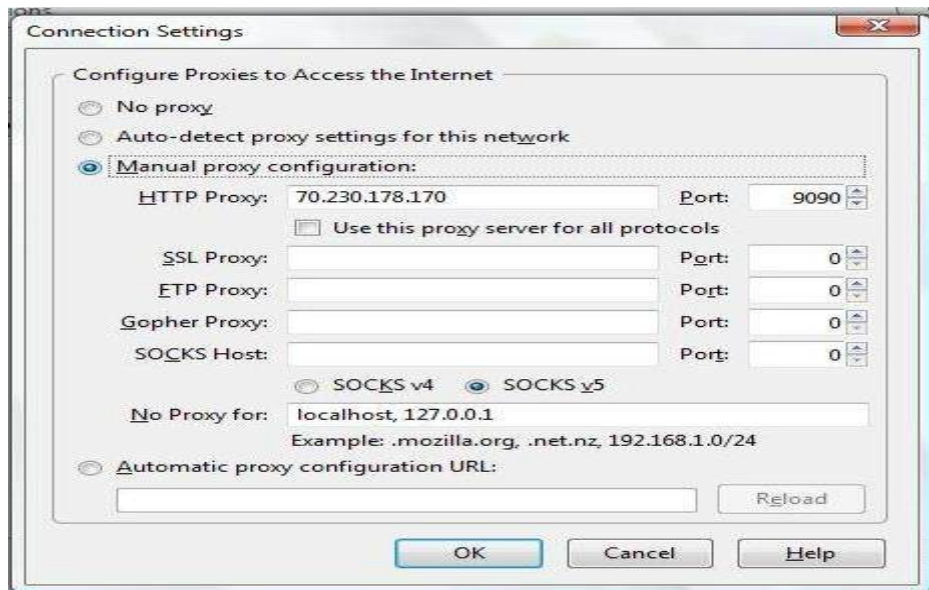 Connection Settings
Configure Proxies to Access the Internet
No proxy
Auto-detect proxy settings for this network
Manual proxy configuration:
HTTP Proxy: 70.230.178.170 Port: 9090
Use this proxy server for all protocols
SSL Proxy: Port: 0
FTP Proxy: Port: 0
Gopher Proxy: Port: 0
SOCKS Host: Port: 0
SOCKS v4 SOCKS v5
No Proxy for: localhost, 127.0.0.1
Example: .mozilla.org, .net.nz, 192.168.1.0/24
Automatic proxy configuration URL:
Reload
OK Cancel Help